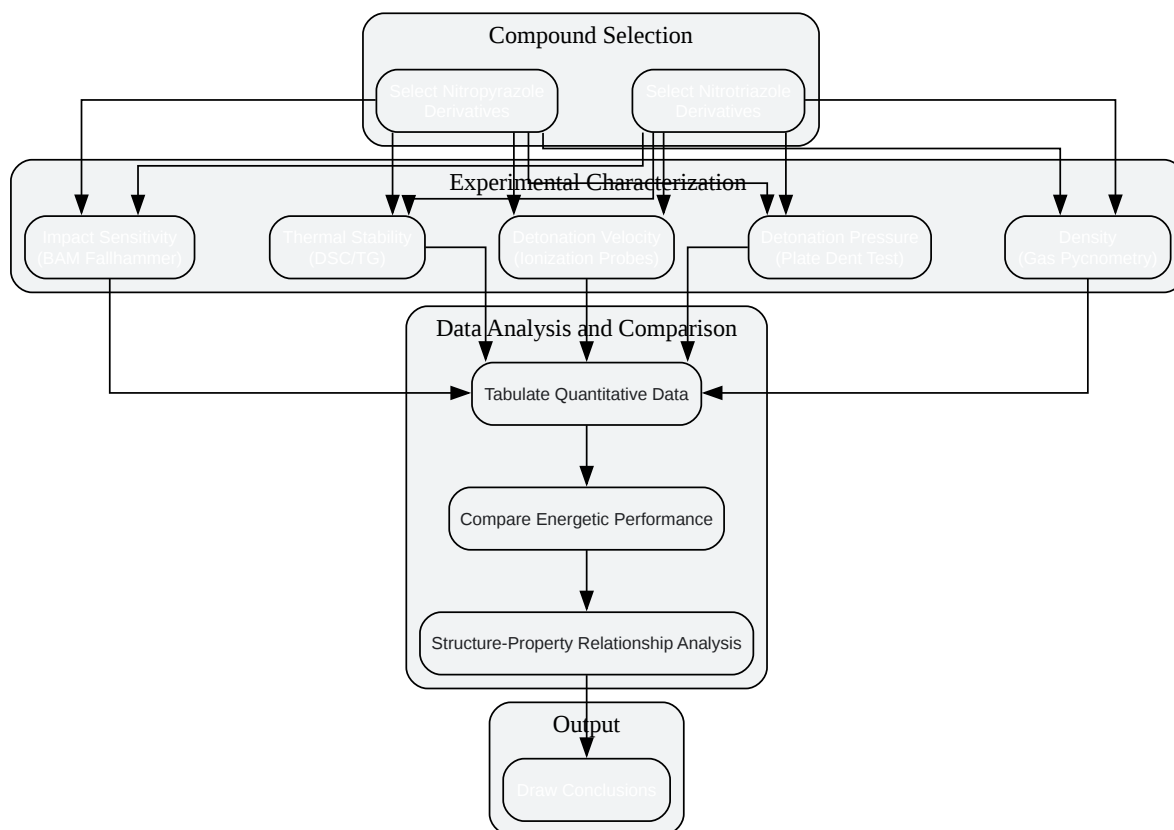 Compound Selection
Select Nitropyrazole
Derivatives
Select Nitrotriazole
Derivatives
Experimental Characterization
Impact Sensitivity
(BAM Fallhammer)
Thermal Stability
(DSC/TG)
Detonation Velocity
(Ionization Probes)
Detonation Pressure
(Plate Dent Test)
Density
(Gas Pycnometry)
Data Analysis and Comparison
Tabulate Quantitative Data
Compare Energetic Performance
Structure-Property Relationship Analysis
Output
Draw Conclusions